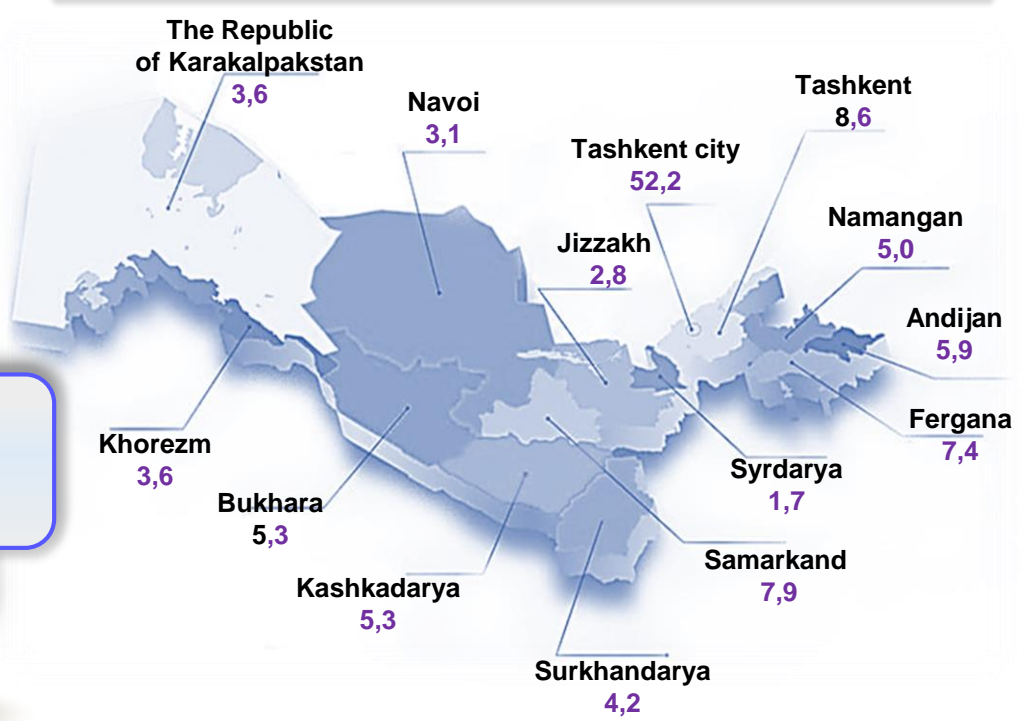 The Republic
of Karakalpakstan
3,6
Navoi
3,1
Tashkent
8,6
Tashkent city
52,2
Namangan
5,0
Jizzakh
2,8
Andijan
5,9
Fergana
7,4
Khorezm
3,6
Syrdarya
1,7
Bukhara
5,3
Samarkand
7,9
Kashkadarya
5,3
Surkhandarya
4,2